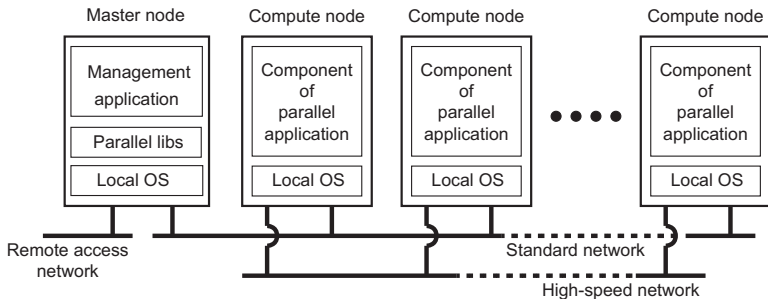 Master node
Compute node
Compute node
Compute node
Management
application
Parallel libs
Local OS
Component
of
parallel
application
Local OS
Component
of
parallel
application
Local OS
Component
of
parallel
application
Local OS
Remote access
network
Standard network
High-speed network